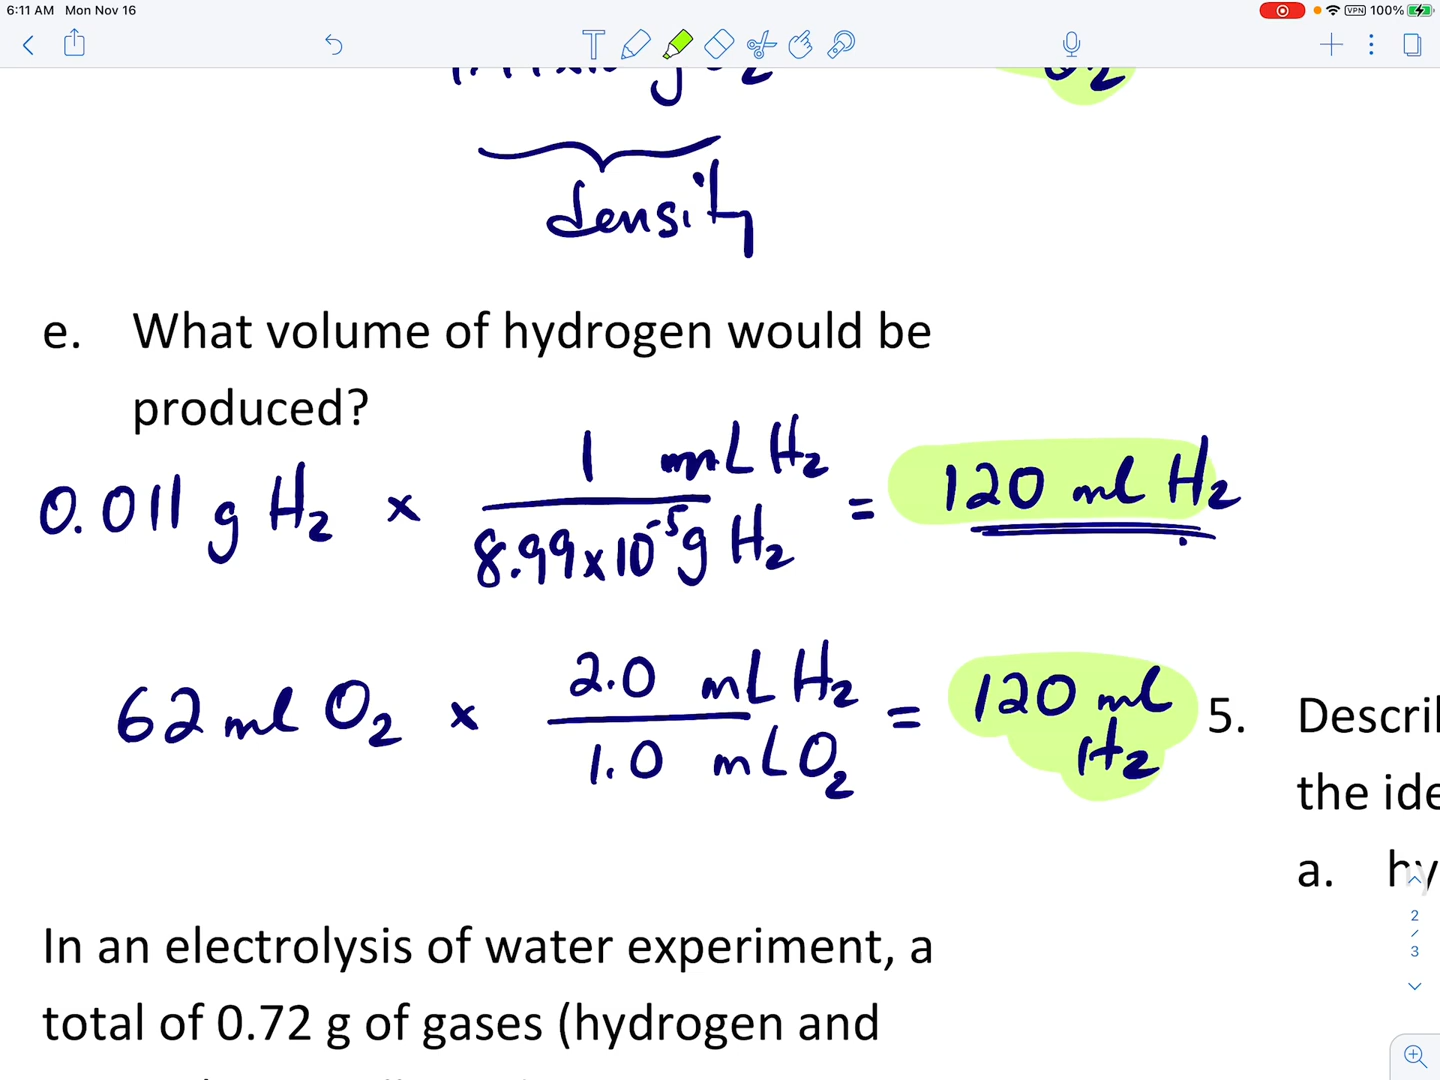 6:11 AM Mon Nov 16
VPN 100%
T
density
e. What volume of hydrogen would be
produced?
0.011 g H₂ × 1 mL H₂ / 8.99×10⁻⁵ g H₂ = 120 ml H₂
62 ml O₂ × 2.0 mL H₂ / 1.0 mL O₂ = 120 ml H₂
In an electrolysis of water experiment, a
total of 0.72 g of gases (hydrogen and
5. Descri
the ide
a. hy
2
/
3